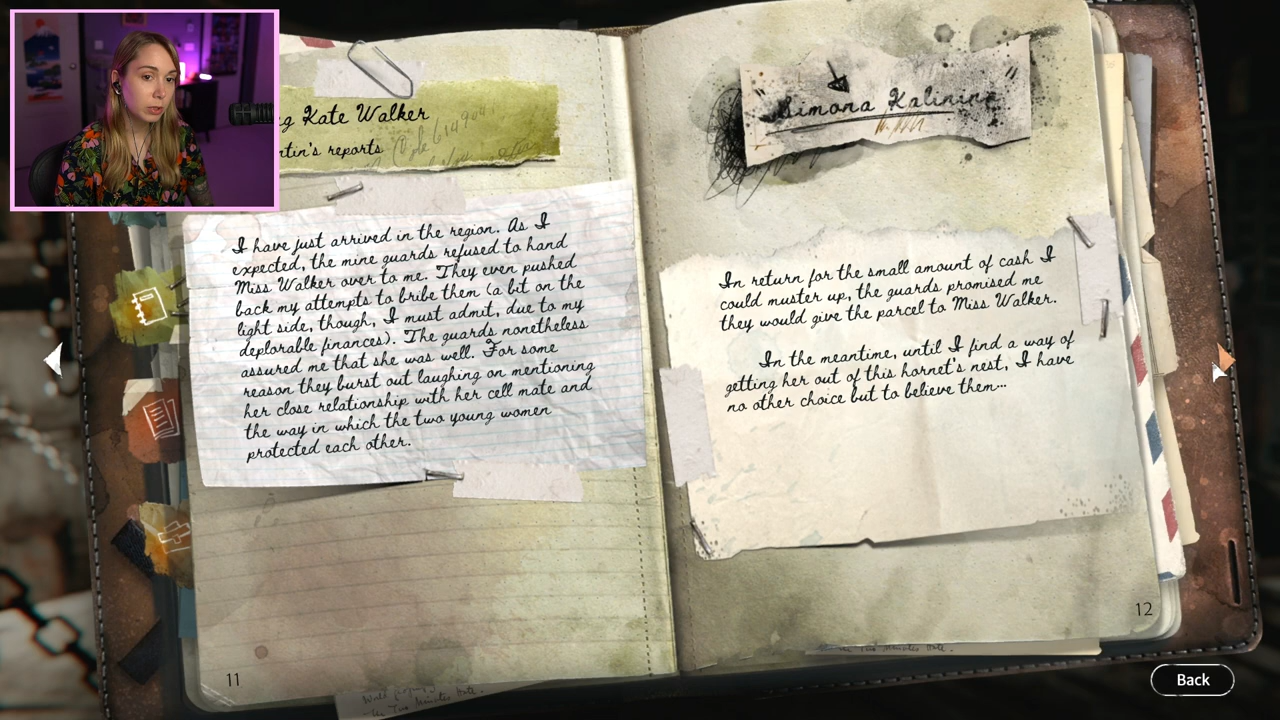 g Kate Walker
ntin's reports
I have just arrived in the region. As I
expected, the mine guards refused to hand
Miss Walker over to me. They even pushed
back my attempts to bribe them (a bit on the
light side, though, I must admit, due to my
deplorable finances). The guards nonetheless
assured me that she was well. For some
reason they burst out laughing on mentioning
her close relationship with her cell mate and
the way in which the two young women
protected each other.
11
Simona Kalinine
In return for the small amount of cash I
could muster up, the guards promised me
they would give the parcel to Miss Walker.
In the meantime, until I find a way of
getting her out of this hornet's nest, I have
no other choice but to believe them...
12
Back